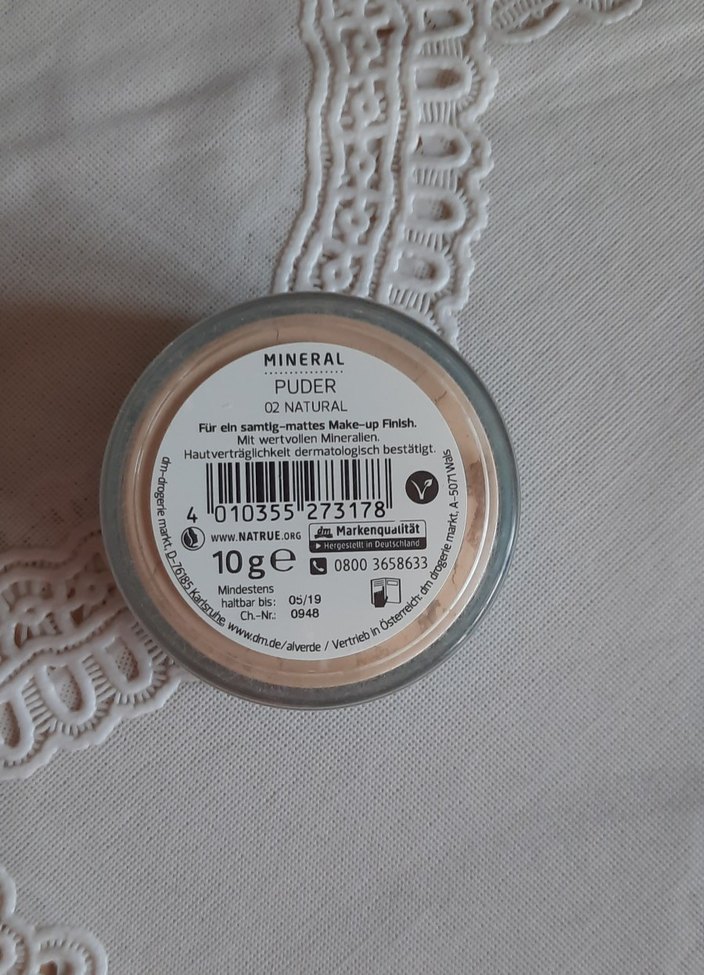 MINERAL
PUDER
02 NATURAL
Für ein samtig-mattes Make-up Finish.
Mit wertvollen Mineralien.
Hautverträglichkeit dermatologisch bestätigt.
4 010355 273178
WWW.NATRUE.ORG
dm Markenqualität
Hergestellt in Deutschland
10 g e
0800 3658633
Mindestens
haltbar bis: 05/19
Ch.-Nr.: 0948
dm-drogerie markt, D-76185 Karlsruhe, www.dm.de/alverde / Vertrieb in Österreich: dm drogerie markt, A-5071 Wals